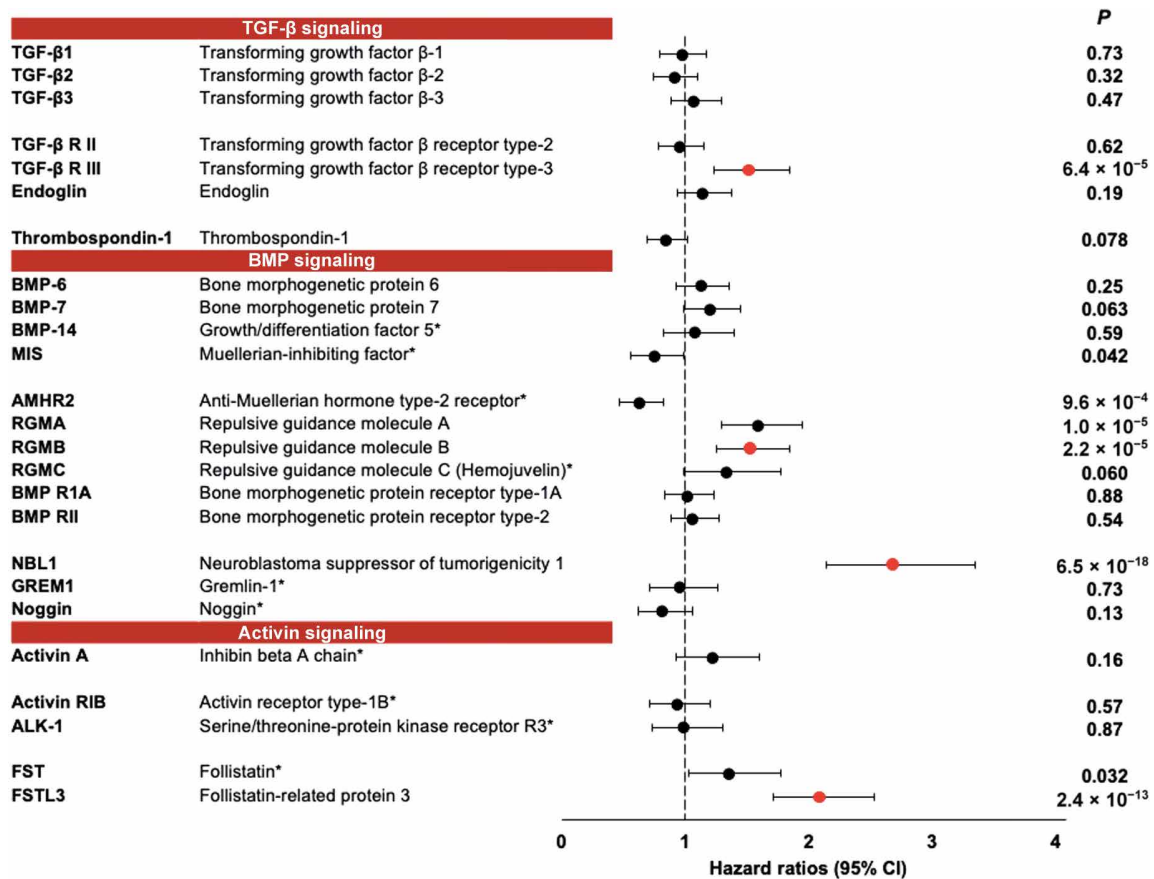 P
TGF-β signaling
TGF-β1 Transforming growth factor β-1 0.73
TGF-β2 Transforming growth factor β-2 0.32
TGF-β3 Transforming growth factor β-3 0.47
TGF-β R II Transforming growth factor β receptor type-2 0.62
TGF-β R III Transforming growth factor β receptor type-3 6.4 × 10⁻⁵
Endoglin Endoglin 0.19
Thrombospondin-1 Thrombospondin-1 0.078
BMP signaling
BMP-6 Bone morphogenetic protein 6 0.25
BMP-7 Bone morphogenetic protein 7 0.063
BMP-14 Growth/differentiation factor 5* 0.59
MIS Muellerian-inhibiting factor* 0.042
AMHR2 Anti-Muellerian hormone type-2 receptor* 9.6 × 10⁻⁴
RGMA Repulsive guidance molecule A 1.0 × 10⁻⁵
RGMB Repulsive guidance molecule B 2.2 × 10⁻⁵
RGMC Repulsive guidance molecule C (Hemojuvelin)* 0.060
BMP R1A Bone morphogenetic protein receptor type-1A 0.88
BMP RII Bone morphogenetic protein receptor type-2 0.54
NBL1 Neuroblastoma suppressor of tumorigenicity 1 6.5 × 10⁻¹⁸
GREM1 Gremlin-1* 0.73
Noggin Noggin* 0.13
Activin signaling
Activin A Inhibin beta A chain* 0.16
Activin RIB Activin receptor type-1B* 0.57
ALK-1 Serine/threonine-protein kinase receptor R3* 0.87
FST Follistatin* 0.032
FSTL3 Follistatin-related protein 3 2.4 × 10⁻¹³
0 1 2 3 4
Hazard ratios (95% CI)